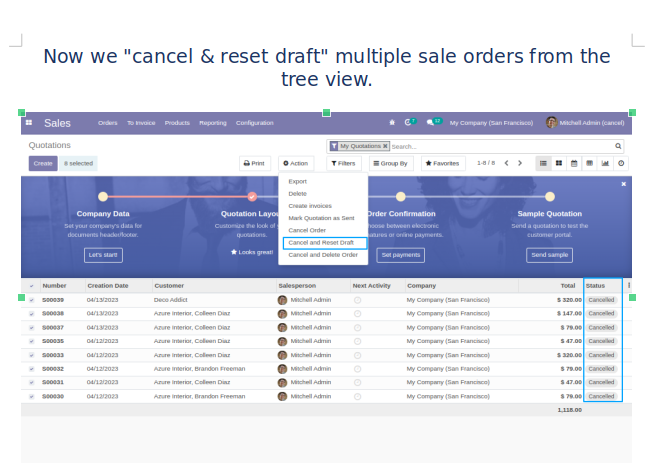 Now we "cancel & reset draft" multiple sale orders from the
tree view.
Sales Orders To Invoice Products Reporting Configuration 7 12 My Company (San Francisco) Mitchell Admin (cancel)
Quotations My Quotations ✖ Search...
Create 8 selected Print Action Filters Group By Favorites 1-8 / 8
Export
Delete
Create invoices
Mark Quotation as Sent
Cancel Order
Cancel and Reset Draft
Cancel and Delete Order
Company Data Quotation Layou Order Confirmation Sample Quotation
Set your company's data for Customize the look of y hoose between electronic Send a quotation to test the
documents header/footer. quotations. atures or online payments. customer portal.
Let's start! Looks great! Set payments Send sample
Number Creation Date Customer Salesperson Next Activity Company Total Status
S00039 04/13/2023 Deco Addict Mitchell Admin My Company (San Francisco) $ 320.00 Cancelled
S00038 04/13/2023 Azure Interior, Colleen Diaz Mitchell Admin My Company (San Francisco) $ 147.00 Cancelled
S00037 04/13/2023 Azure Interior, Colleen Diaz Mitchell Admin My Company (San Francisco) $ 79.00 Cancelled
S00035 04/12/2023 Azure Interior, Colleen Diaz Mitchell Admin My Company (San Francisco) $ 47.00 Cancelled
S00033 04/12/2023 Azure Interior, Colleen Diaz Mitchell Admin My Company (San Francisco) $ 320.00 Cancelled
S00032 04/12/2023 Azure Interior, Brandon Freeman Mitchell Admin My Company (San Francisco) $ 79.00 Cancelled
S00031 04/12/2023 Azure Interior, Colleen Diaz Mitchell Admin My Company (San Francisco) $ 47.00 Cancelled
S00030 04/12/2023 Azure Interior, Brandon Freeman Mitchell Admin My Company (San Francisco) $ 79.00 Cancelled
1,118.00